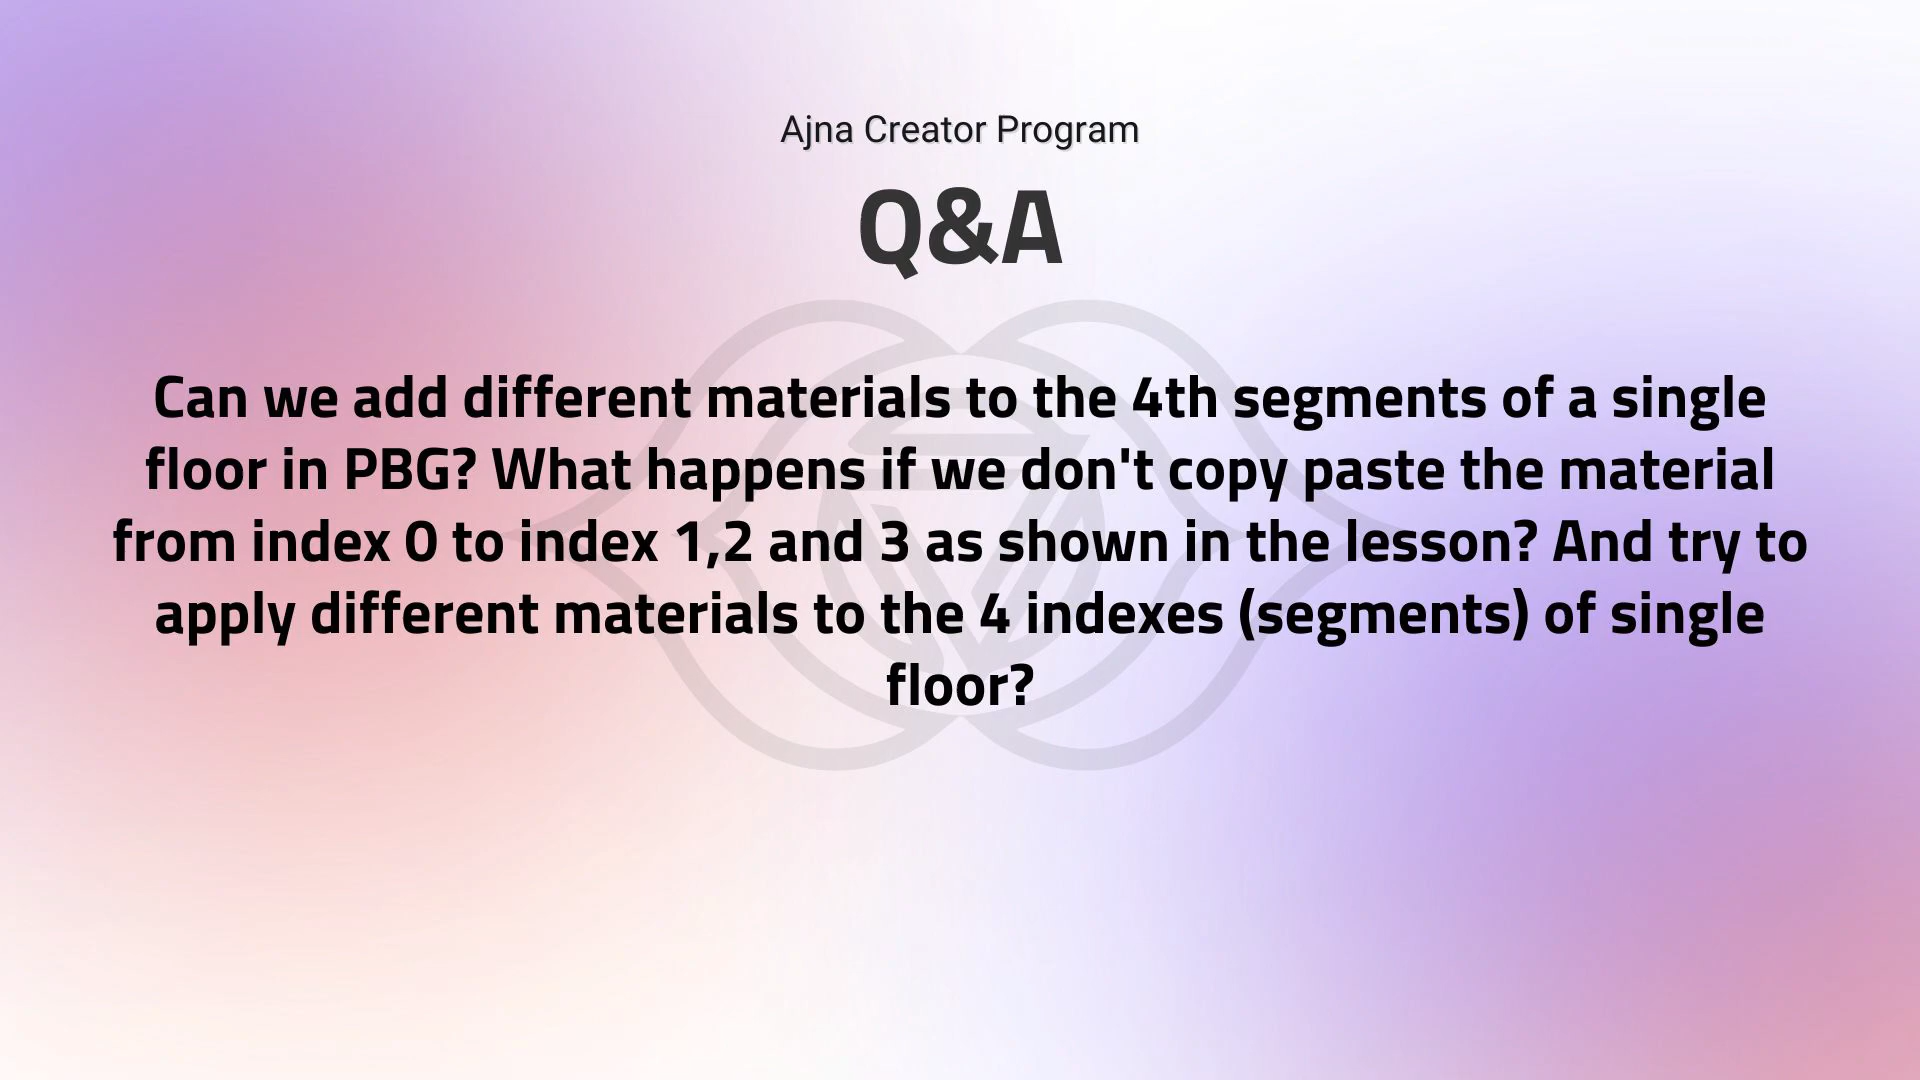 Ajna Creator Program
Q&A
Can we add different materials to the 4th segments of a single
floor in PBG? What happens if we don't copy paste the material
from index 0 to index 1,2 and 3 as shown in the lesson? And try to
apply different materials to the 4 indexes (segments) of single
floor?